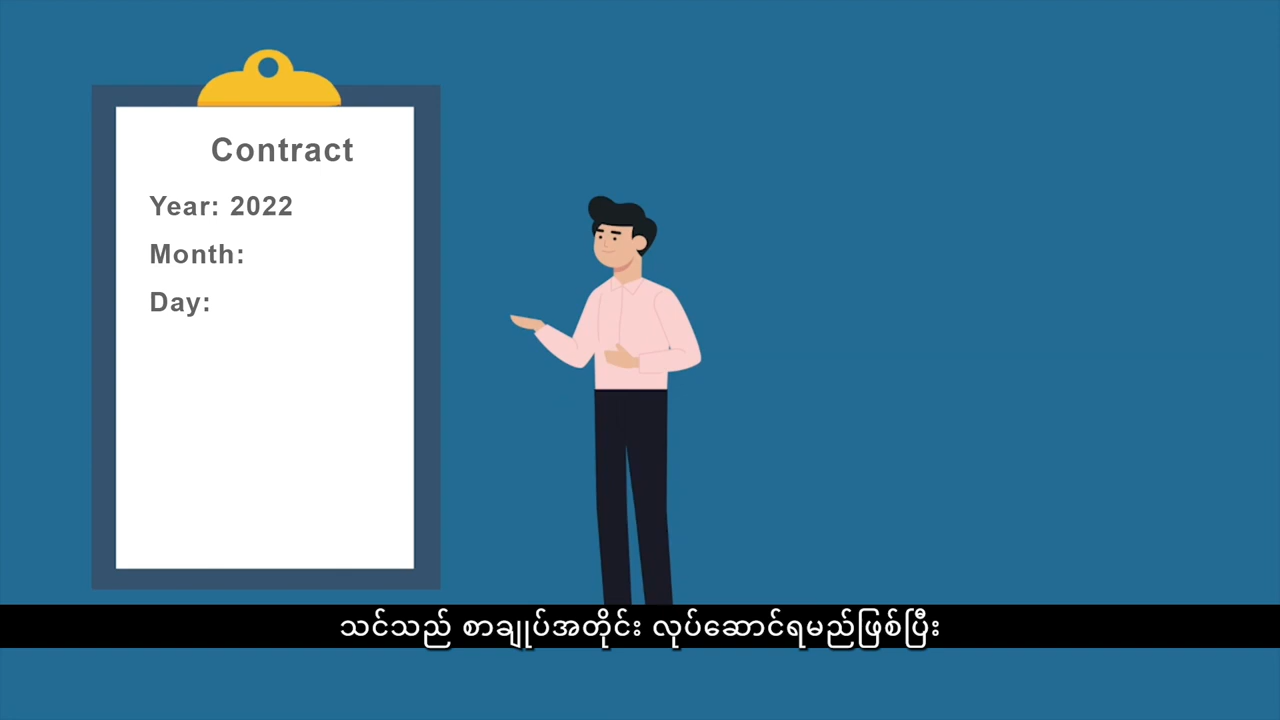 Contract
Year: 2022
Month:
Day:
သင်သည် စာချုပ်အတိုင်း လုပ်ဆောင်ရမည်ဖြစ်ပြီး